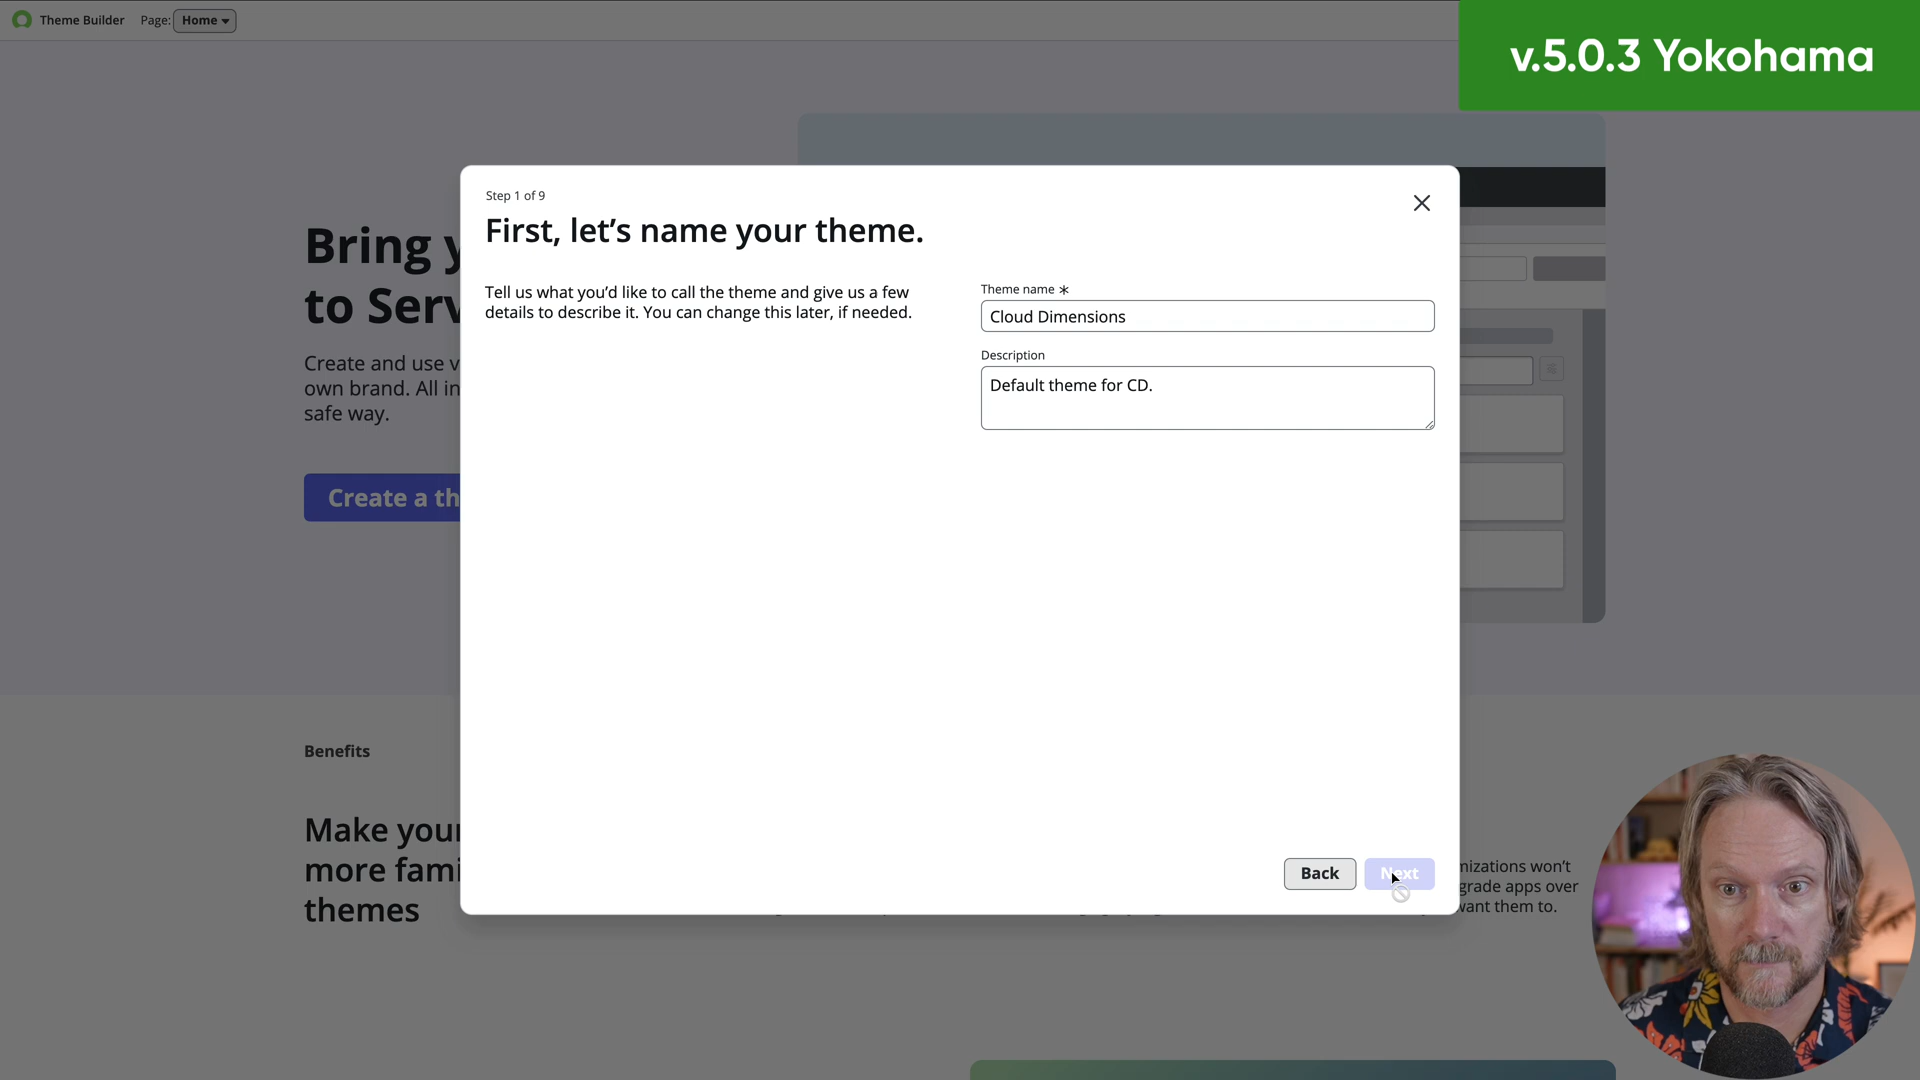 Theme Builder Page: Home
v.5.0.3 Yokohama
Step 1 of 9
First, let’s name your theme.
Tell us what you’d like to call the theme and give us a few
details to describe it. You can change this later, if needed.
Theme name *
Cloud Dimensions
Description
Default theme for CD.
Back Next
Bring
to Serv
Create and use v
own brand. All in
safe way.
Create a th
Benefits
Make your
more fami
themes
mizations won’t
grade apps over
want them to.